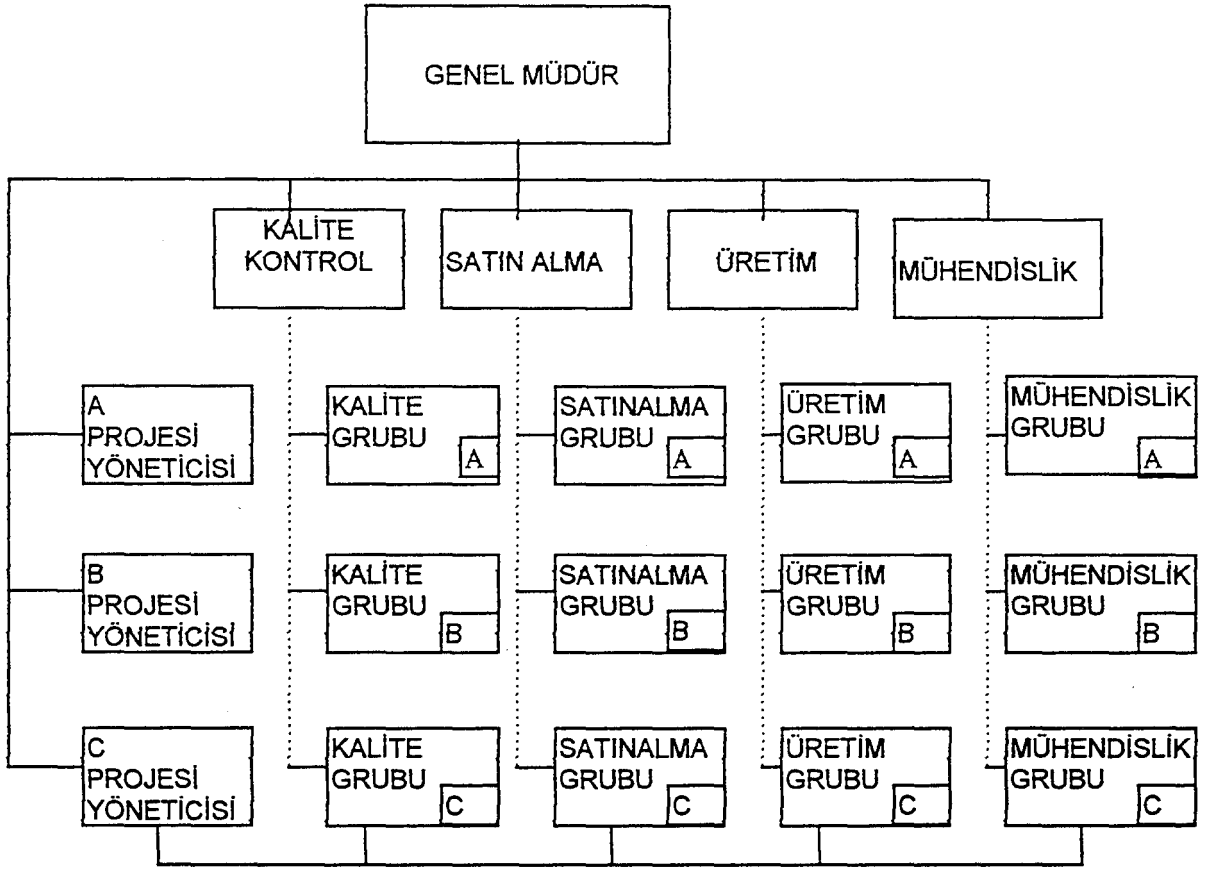 GENEL MÜDÜR
KALİTE
KONTROL
SATIN ALMA
ÜRETİM
MÜHENDİSLİK
A
PROJESİ
YÖNETİCİSİ
KALİTE
GRUBU
A
SATINALMA
GRUBU
A
ÜRETİM
GRUBU
A
MÜHENDİSLİK
GRUBU
A
B
PROJESİ
YÖNETİCİSİ
KALİTE
GRUBU
B
SATINALMA
GRUBU
B
ÜRETİM
GRUBU
B
MÜHENDİSLİK
GRUBU
B
C
PROJESİ
YÖNETİCİSİ
KALİTE
GRUBU
C
SATINALMA
GRUBU
C
ÜRETİM
GRUBU
C
MÜHENDİSLİK
GRUBU
C